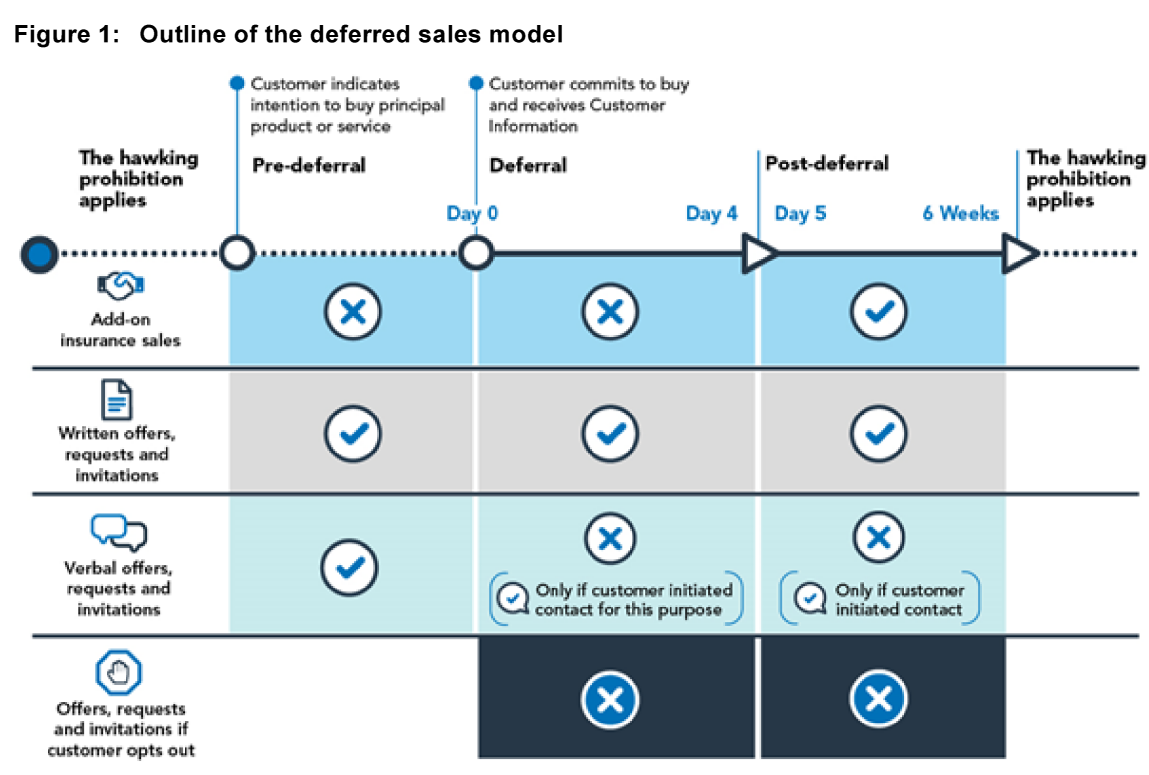 Figure 1: Outline of the deferred sales model
Customer indicates
intention to buy principal
product or service
Customer commits to buy
and receives Customer
Information
The hawking
prohibition
applies
Pre-deferral
Deferral
Post-deferral
The hawking
prohibition
applies
Day 0
Day 4
Day 5
6 Weeks
Add-on
insurance sales
Written offers,
requests and
invitations
Verbal offers,
requests and
invitations
Only if customer initiated
contact for this purpose
Only if customer
initiated contact
Offers, requests
and invitations if
customer opts out